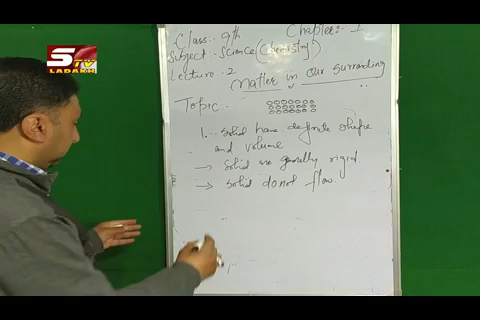 STV
LADAKH
Class:- 9th Chapter:- 1
Subject:- Science (Chemistry)
Lecture - 2
Matter in Our Surrounding
Topic -
1. Solid have definite shape
and volume
→ Solid are generally rigid.
→ Solid donot flow.